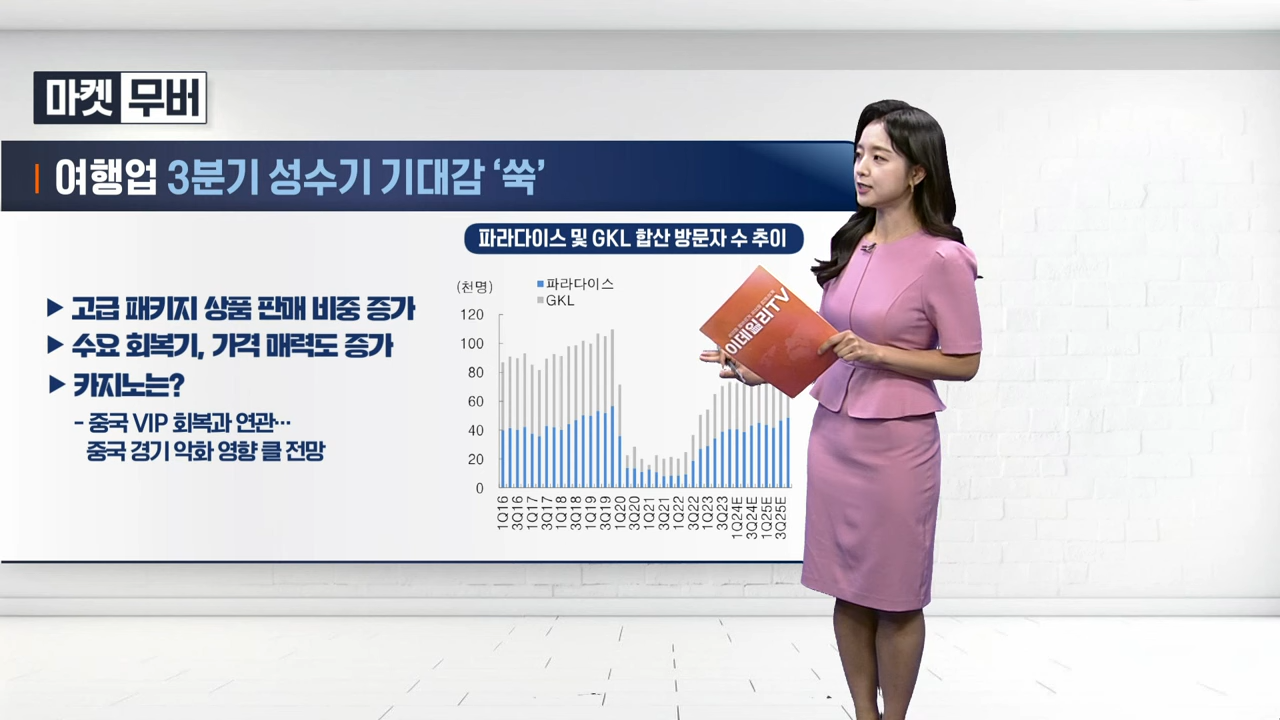 마켓 무버
여행업 3분기 성수기 기대감 ‘쑥’
▶ 고급 패키지 상품 판매 비중 증가
▶ 수요 회복기, 가격 매력도 증가
▶ 카지노는?
- 중국 VIP 회복과 연관…
중국 경기 악화 영향 클 전망
파라다이스 및 GKL 합산 방문자 수 추이
(천명)
파라다이스
GKL
120
100
80
60
40
20
0
1Q16
3Q16
1Q17
3Q17
1Q18
3Q18
1Q19
3Q19
1Q20
3Q20
1Q21
3Q21
1Q22
3Q22
1Q23
3Q23
1Q24E
3Q24E
1Q25E
3Q25E
이데일리TV